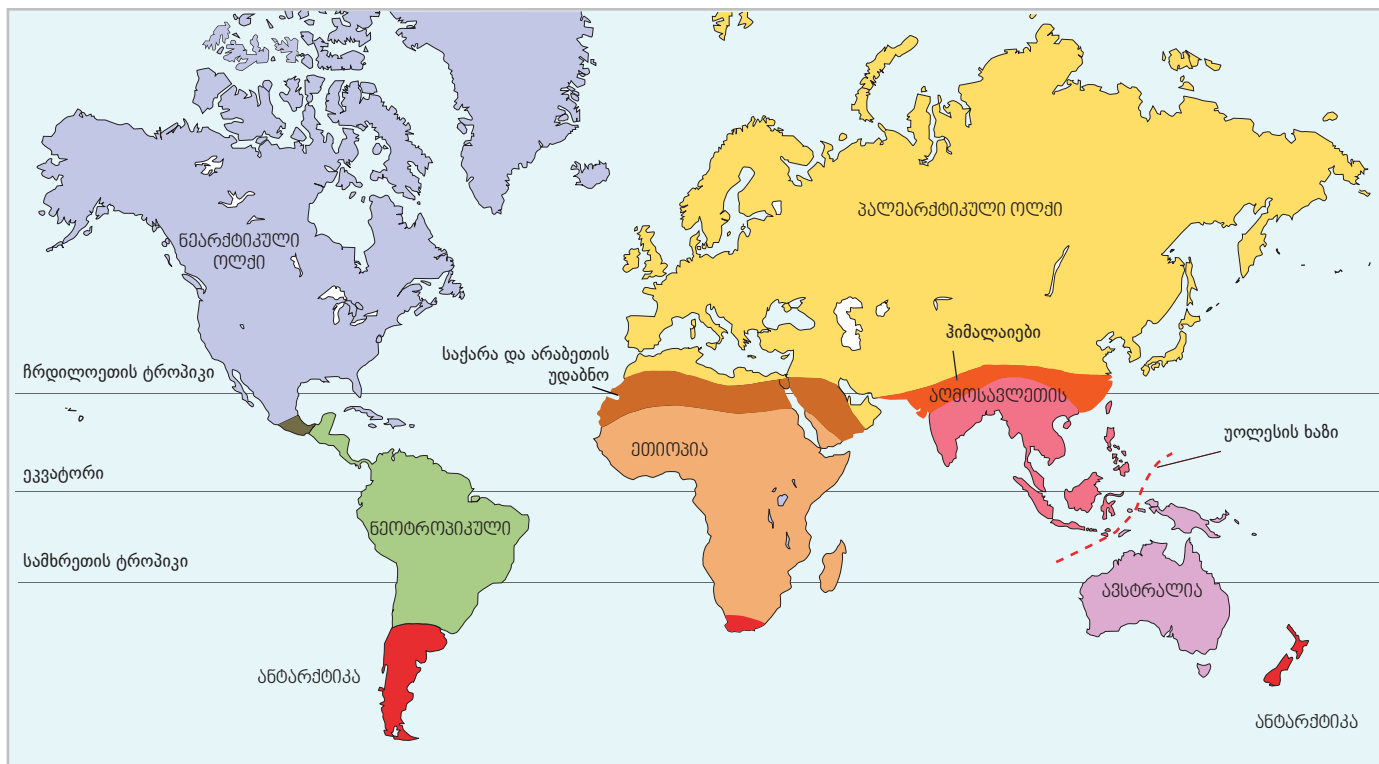 ნეარქტიკული
ოლქი
პალეარქტიკული ოლქი
ჰიმალაიები
საქარა და არაბეთის
უდაბნო
ჩრდილოეთის ტროპიკი
აღმოსავლეთის
უოლესის ხაზი
ეთიოპია
ეკვატორი
ნეოტროპიკული
სამხრეთის ტროპიკი
ავსტრალია
ანტარქტიკა
ანტარქტიკა